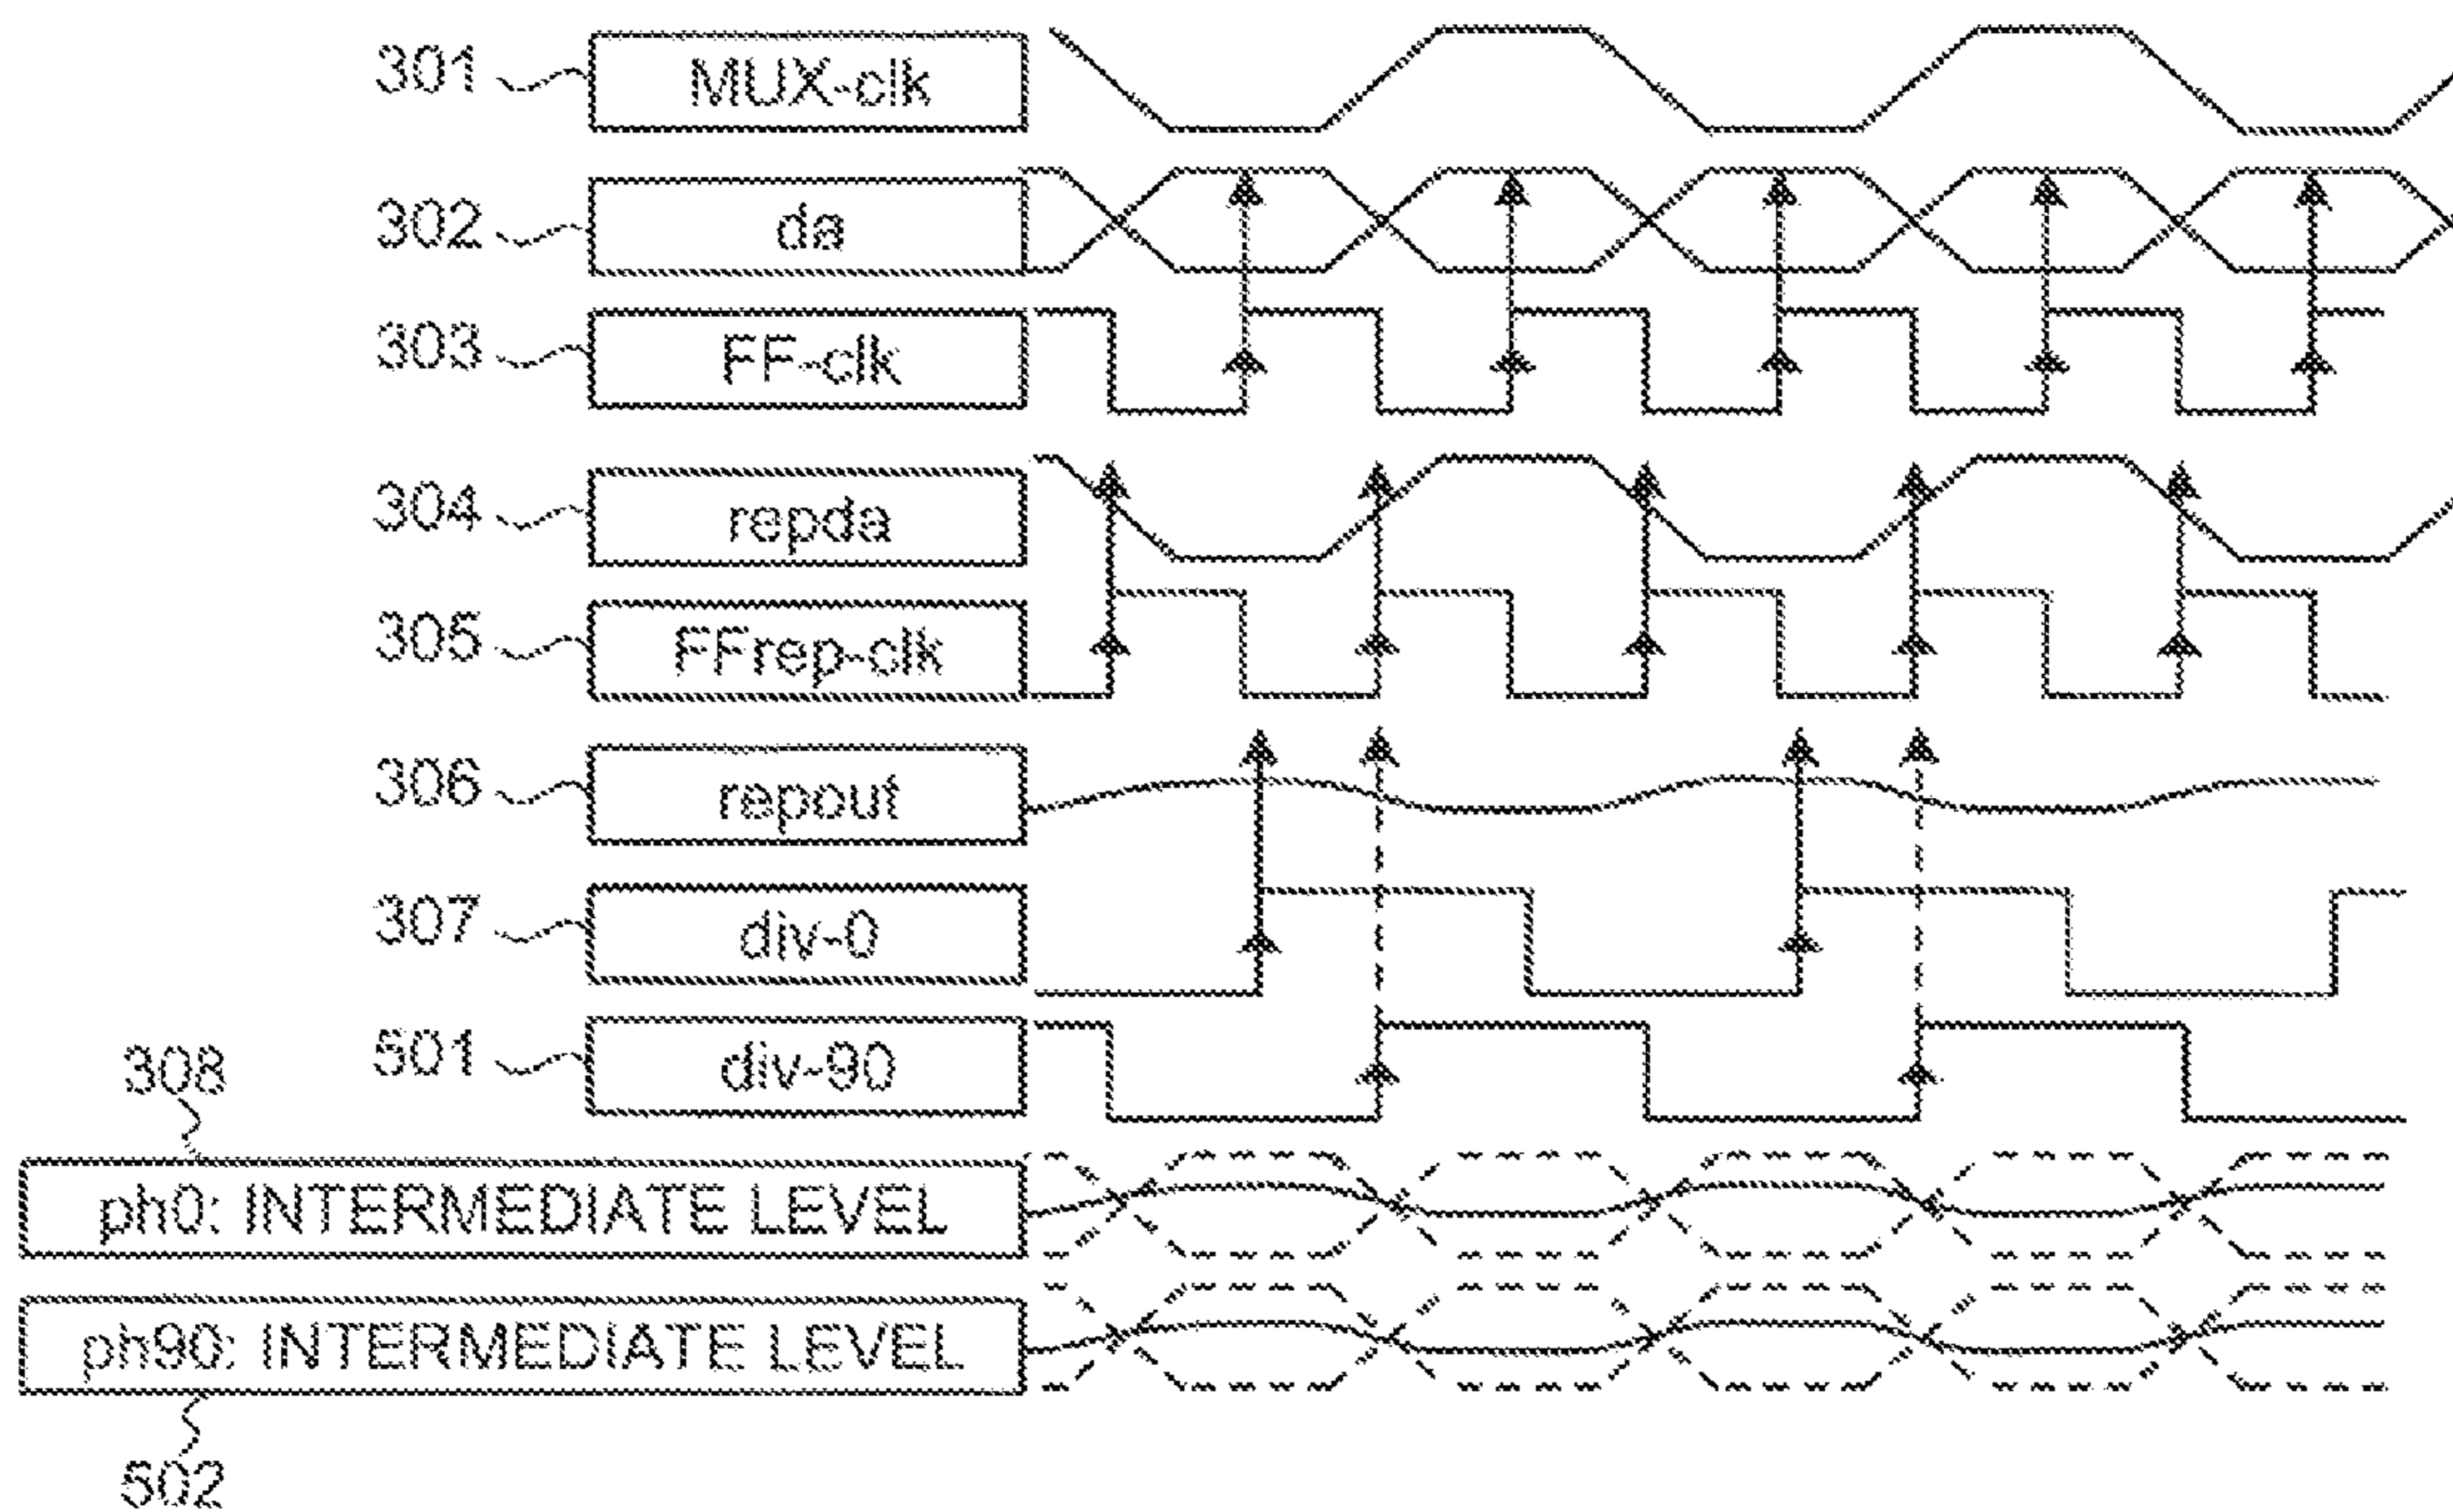 301 MUX-clk
302 da
303 FF-clk
304 repda
305 FFrep-clk
306 repout
307 div-0
501 div-90
308
ph0: INTERMEDIATE LEVEL
ph90: INTERMEDIATE LEVEL
502